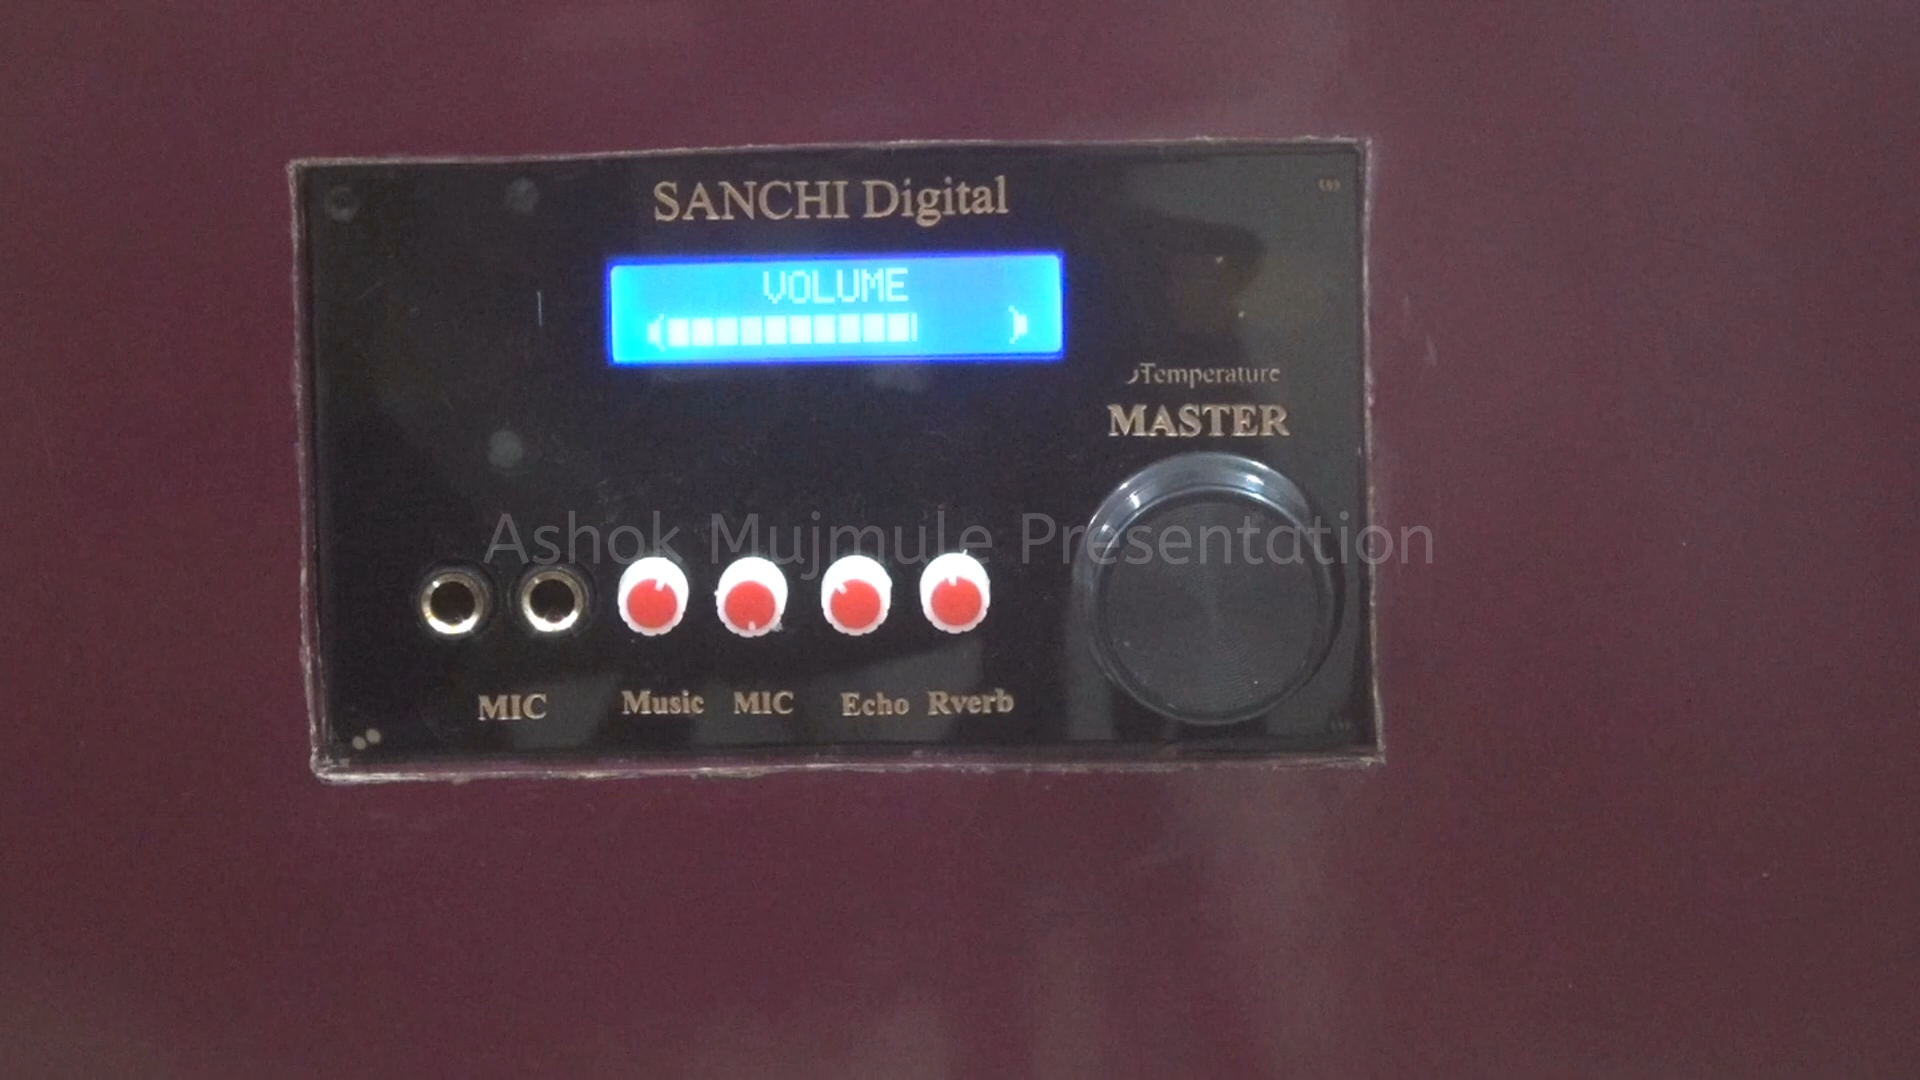 SANCHI Digital
VOLUME
Temperature
MASTER
Ashok Mujmule Presentation
MIC
Music MIC Echo Rverb